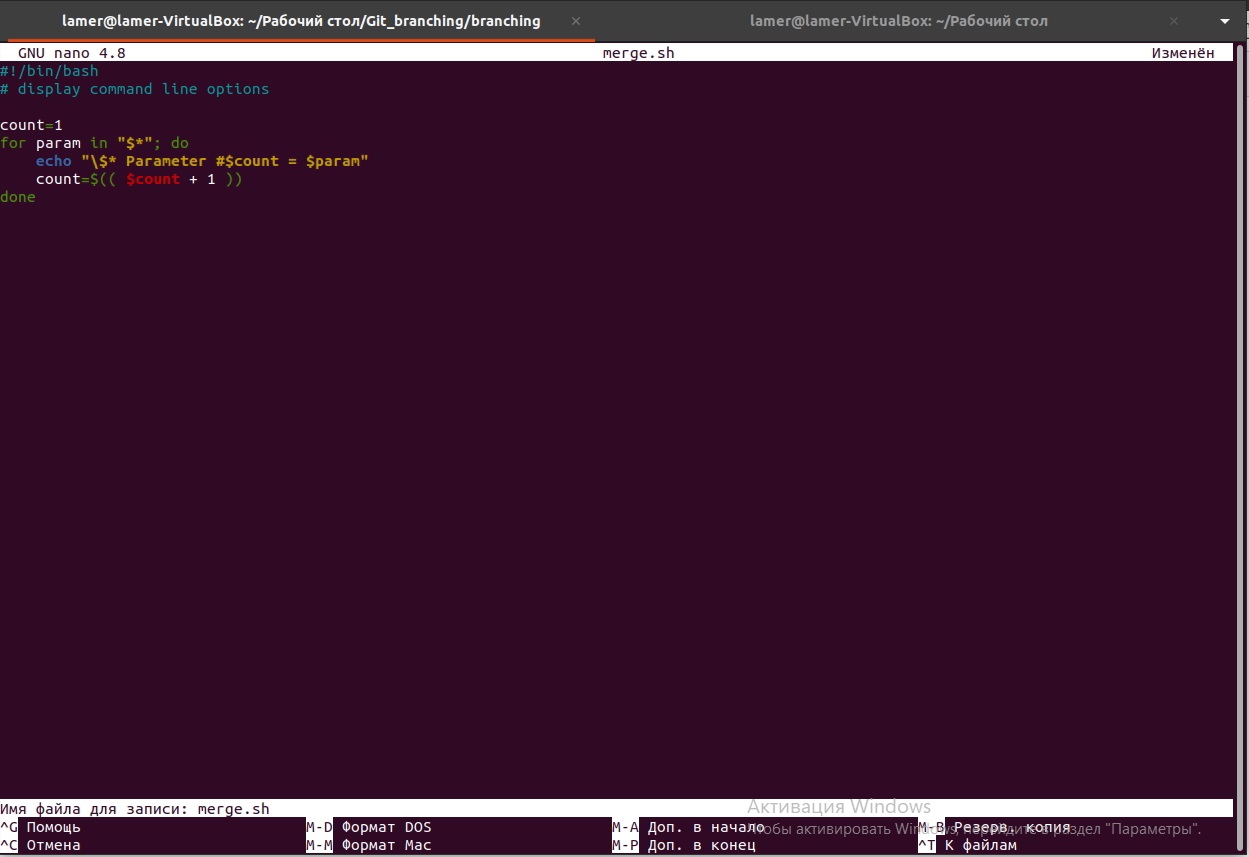 lamer@lamer-VirtualBox: ~/Рабочий стол/Git_branching/branching × lamer@lamer-VirtualBox: ~/Рабочий стол ×
GNU nano 4.8 merge.sh Изменён
#!/bin/bash
# display command line options
count=1
for param in "$*"; do
    echo "\$* Parameter #$count = $param"
    count=$(( $count + 1 ))
done
Имя файла для записи: merge.sh
Активация Windows
^G Помощь M-D Формат DOS M-A Доп. в начало M-B Резерв. копия
Чтобы активировать Windows, перейдите в раздел "Параметры".
^C Отмена M-M Формат Mac M-P Доп. в конец ^T К файлам